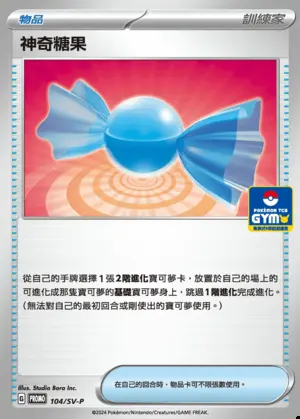 物品
訓練家
神奇糖果
POKÉMON TCG
GYM
從自己的手牌選擇1張2階進化寶可夢卡，放置於自己的場上的
可進化成那隻寶可夢的基礎寶可夢身上，跳過1階進化完成進化。
（無法對自己的最初回合或剛使出的寶可夢使用。）
Illus. Studio Bora Inc.
G PROMO 104/SV-P
在自己的回合時，物品卡可不限張數使用。
©2024 Pokémon/Nintendo/Creatures/GAME FREAK.